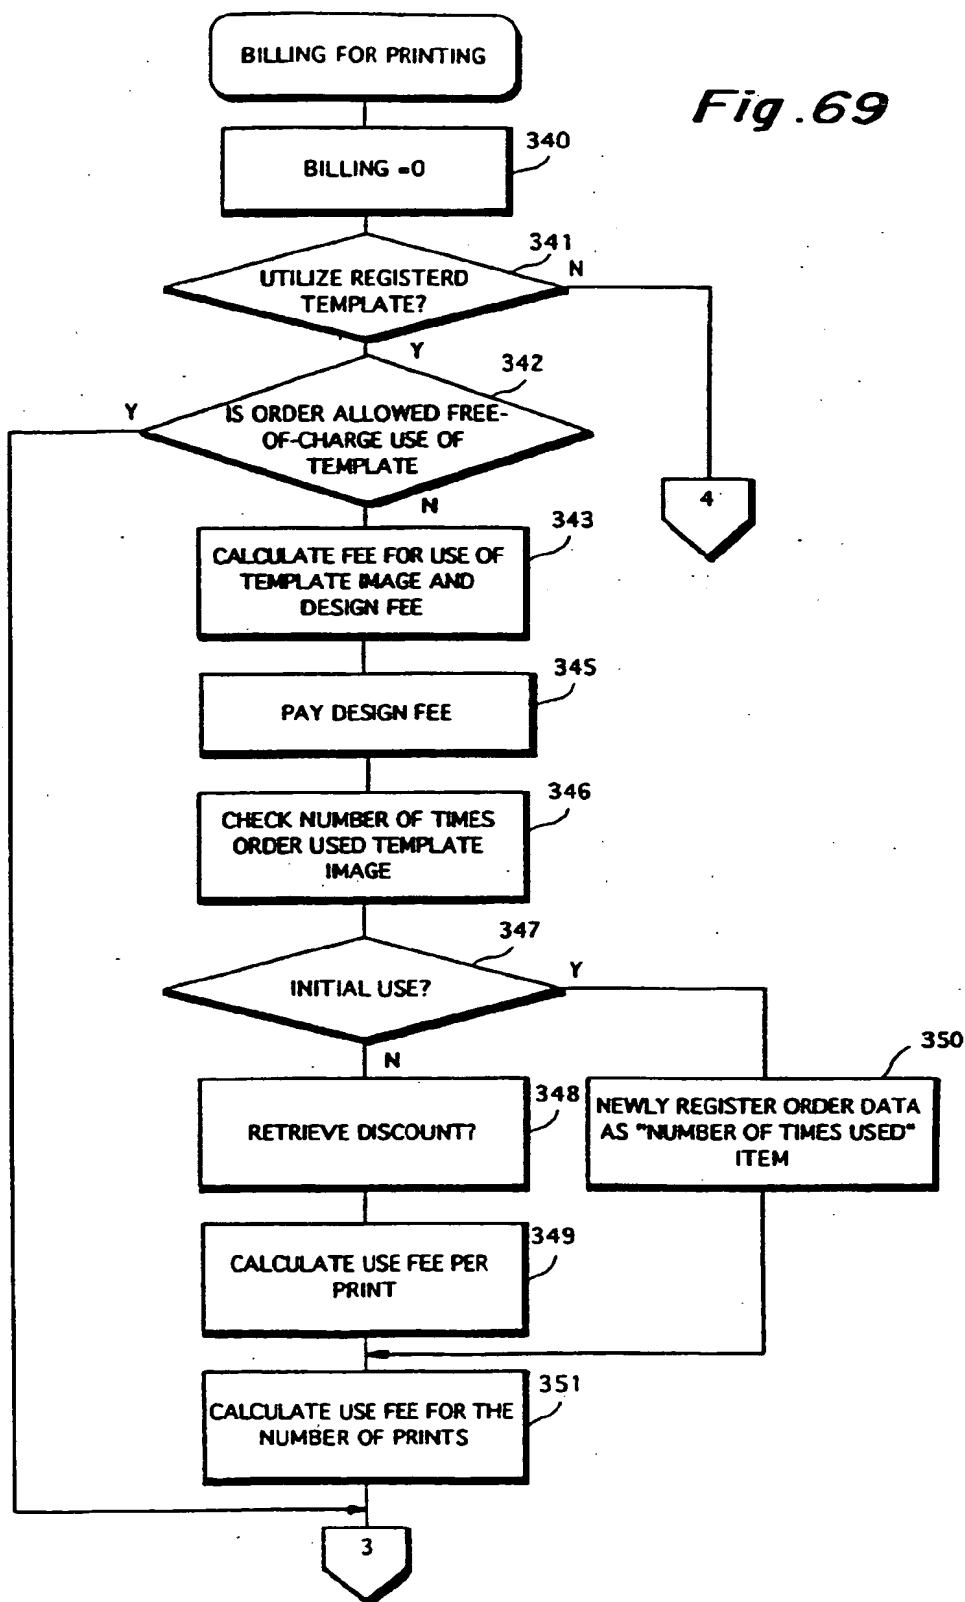 BILLING FOR PRINTING
Fig.69
340
BILLING =0
341
UTILIZE REGISTERD
TEMPLATE?
N
Y
342
Y
IS ORDER ALLOWED FREE-
OF-CHARGE USE OF
TEMPLATE
N
4
343
CALCULATE FEE FOR USE OF
TEMPLATE IMAGE AND
DESIGN FEE
345
PAY DESIGN FEE
346
CHECK NUMBER OF TIMES
ORDER USED TEMPLATE
IMAGE
347
INITIAL USE?
Y
N
350
348
RETRIEVE DISCOUNT?
NEWLY REGISTER ORDER DATA
AS "NUMBER OF TIMES USED"
ITEM
349
CALCULATE USE FEE PER
PRINT
351
CALCULATE USE FEE FOR THE
NUMBER OF PRINTS
3